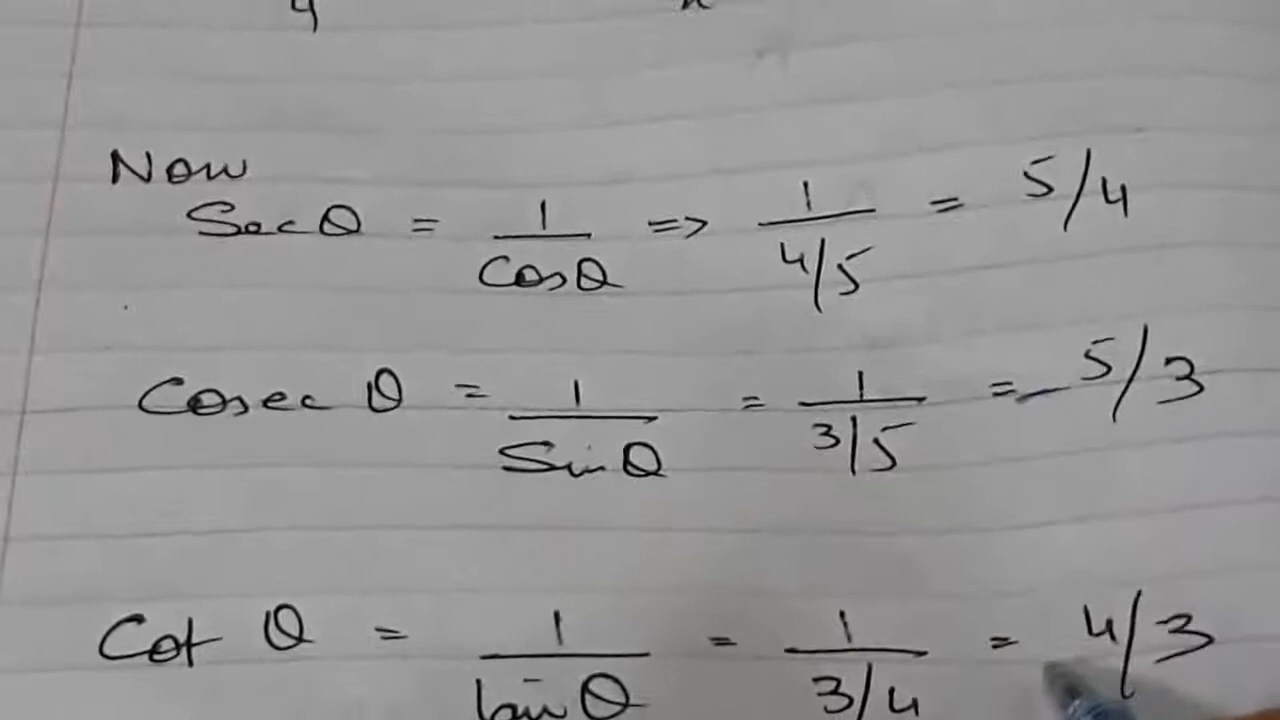 Now
Sec θ = 1/Cos θ => 1/4/5 = 5/4
Cosec θ = 1/Sin θ = 1/3/5 = 5/3
Cot θ = 1/tan θ = 1/3/4 = 4/3